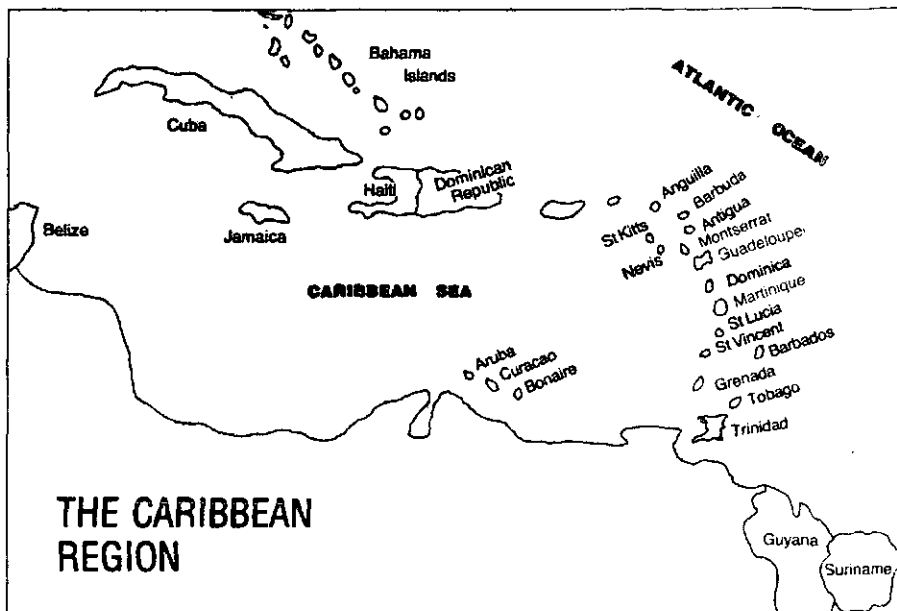 Bahama
Islands
ATLANTIC OCEAN
Cuba
Haiti
Dominican
Republic
Anguilla
Barbuda
Antigua
St Kitts
Montserrat
Nevis
Guadeloupe
Belize
Jamaica
CARIBBEAN SEA
Dominica
Martinique
St Lucia
St Vincent
Barbados
Aruba
Curacao
Bonaire
Grenada
Tobago
Trinidad
THE CARIBBEAN
REGION
Guyana
Suriname